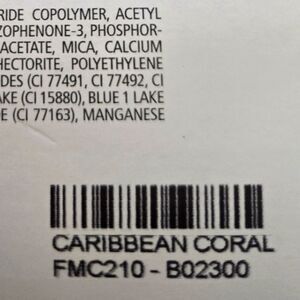 RIDE COPOLYMER, ACETYL
ZOPHENONE-3, PHOSPHOR-
ACETATE, MICA, CALCIUM
HECTORITE, POLYETHYLENE
DES (CI 77491, CI 77492, CI
AKE (CI 15880), BLUE 1 LAKE
E (CI 77163), MANGANESE
CARIBBEAN CORAL
FMC210 - B02300